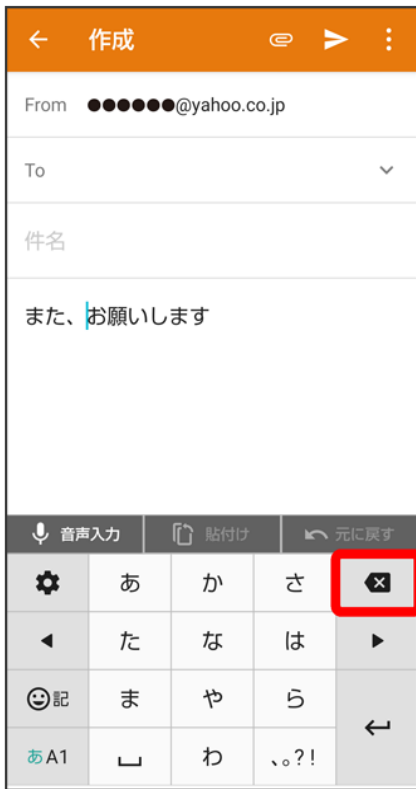 作成
From ●●●●●●@yahoo.co.jp
To
件名
また、お願いします
音声入力 貼付け 元に戻す
あ か さ
た な は
記 ま や ら
あA1 わ 、。?!